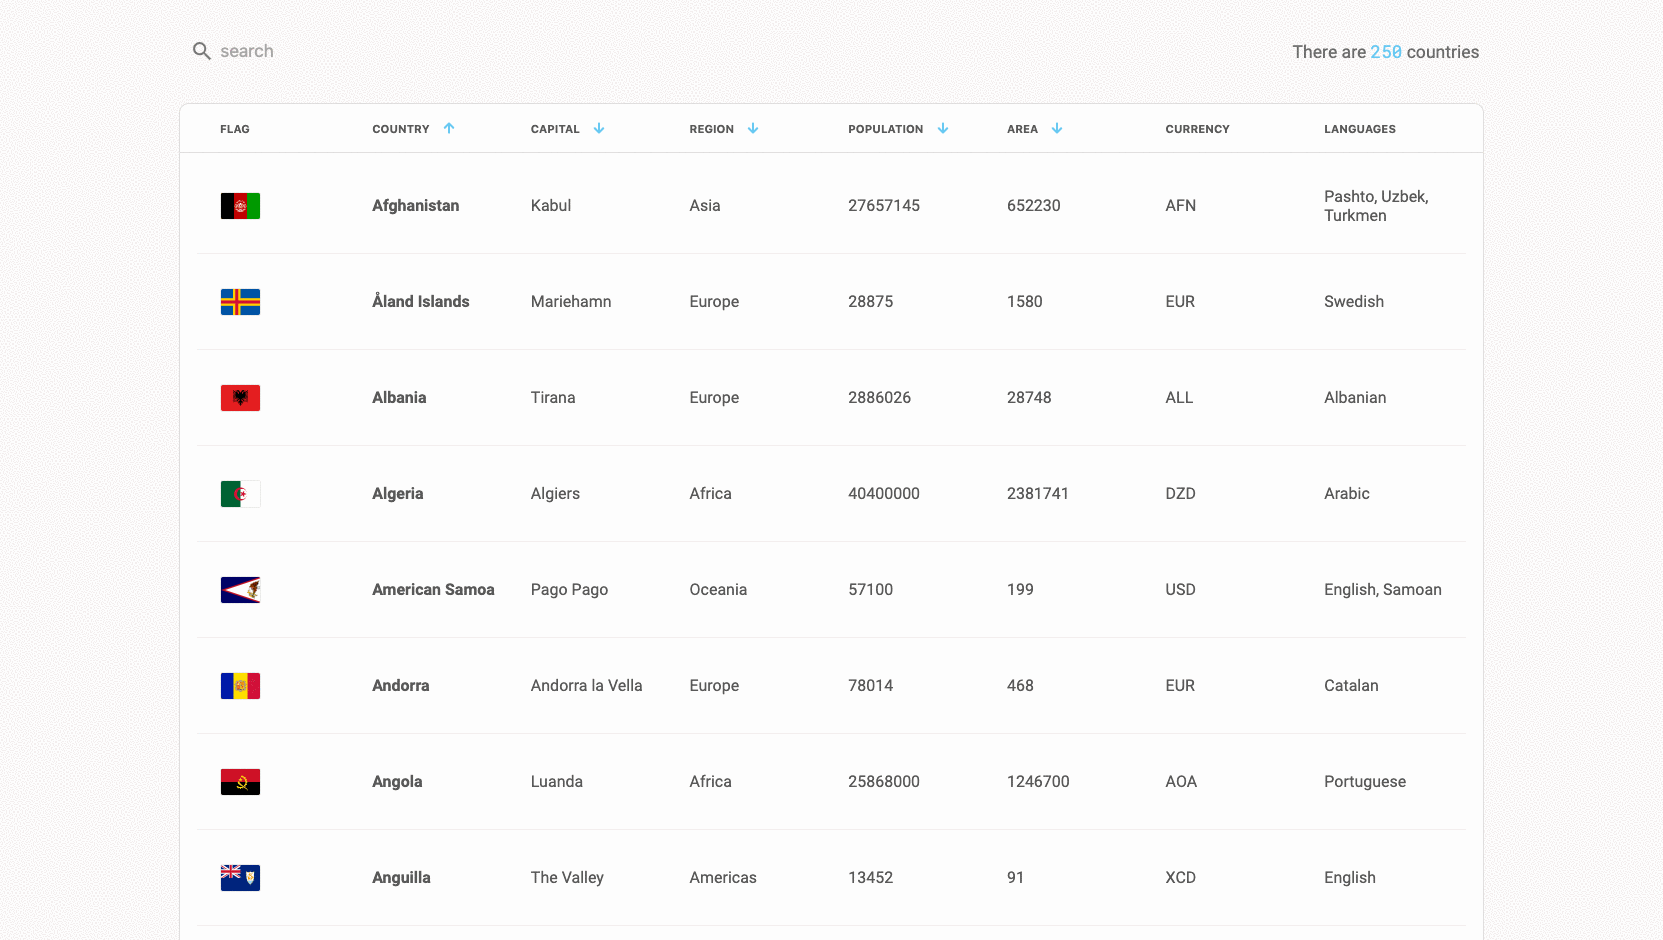 search
There are 250 countries
FLAG COUNTRY CAPITAL REGION POPULATION AREA CURRENCY LANGUAGES
Afghanistan Kabul Asia 27657145 652230 AFN Pashto, Uzbek,
Turkmen
Åland Islands Mariehamn Europe 28875 1580 EUR Swedish
Albania Tirana Europe 2886026 28748 ALL Albanian
Algeria Algiers Africa 40400000 2381741 DZD Arabic
American Samoa Pago Pago Oceania 57100 199 USD English, Samoan
Andorra Andorra la Vella Europe 78014 468 EUR Catalan
Angola Luanda Africa 25868000 1246700 AOA Portuguese
Anguilla The Valley Americas 13452 91 XCD English